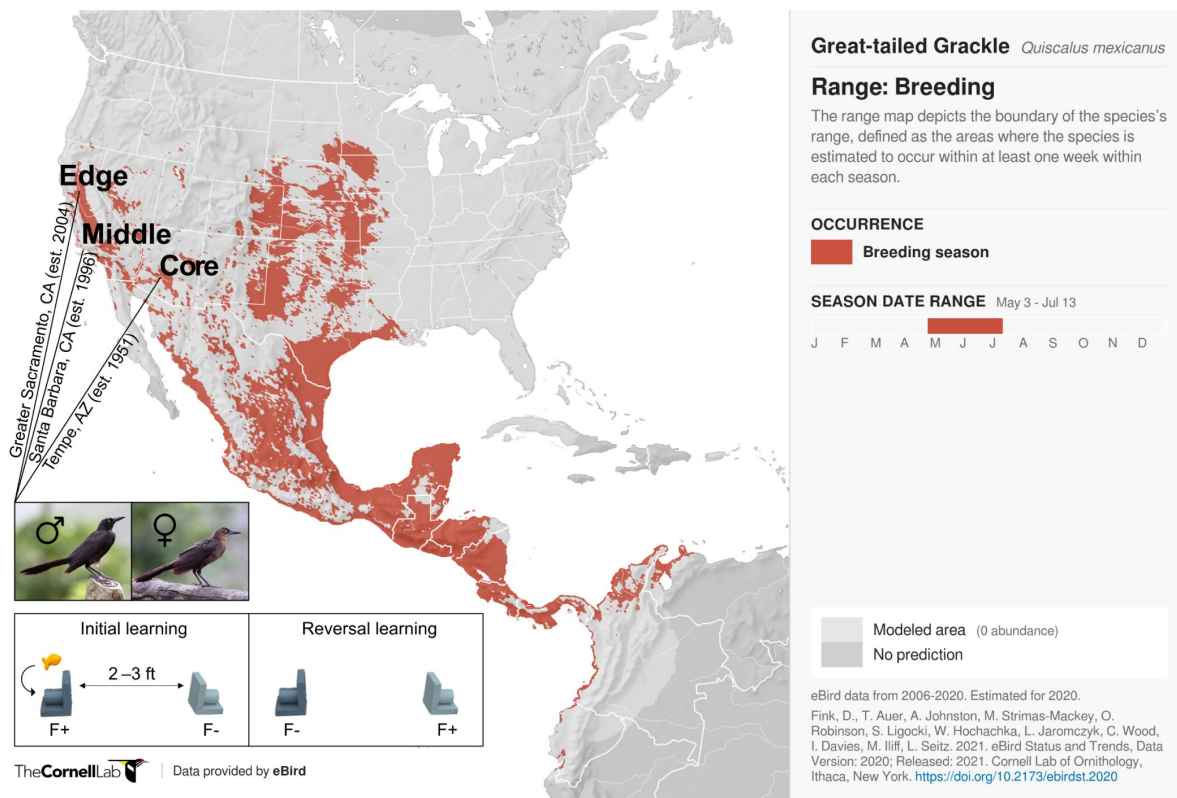 Great-tailed Grackle Quiscalus mexicanus
Range: Breeding
The range map depicts the boundary of the species's
range, defined as the areas where the species is
estimated to occur within at least one week within
each season.
OCCURRENCE
Breeding season
SEASON DATE RANGE May 3 - Jul 13
J F M A M J J A S O N D
Edge
Middle
Core
Greater Sacramento, CA (est. 2004)
Santa Barbara, CA (est. 1996)
Tempe, AZ (est. 1951)
♂ ♀
Initial learning
Reversal learning
2 –3 ft
F+ F- F- F+
TheCornellLab Data provided by eBird
Modeled area (0 abundance)
No prediction
eBird data from 2006-2020. Estimated for 2020.
Fink, D., T. Auer, A. Johnston, M. Strimas-Mackey, O.
Robinson, S. Ligocki, W. Hochachka, L. Jaromczyk, C. Wood,
I. Davies, M. Iliff, L. Seitz. 2021. eBird Status and Trends, Data
Version: 2020; Released: 2021. Cornell Lab of Ornithology,
Ithaca, New York. https://doi.org/10.2173/ebirdst.2020